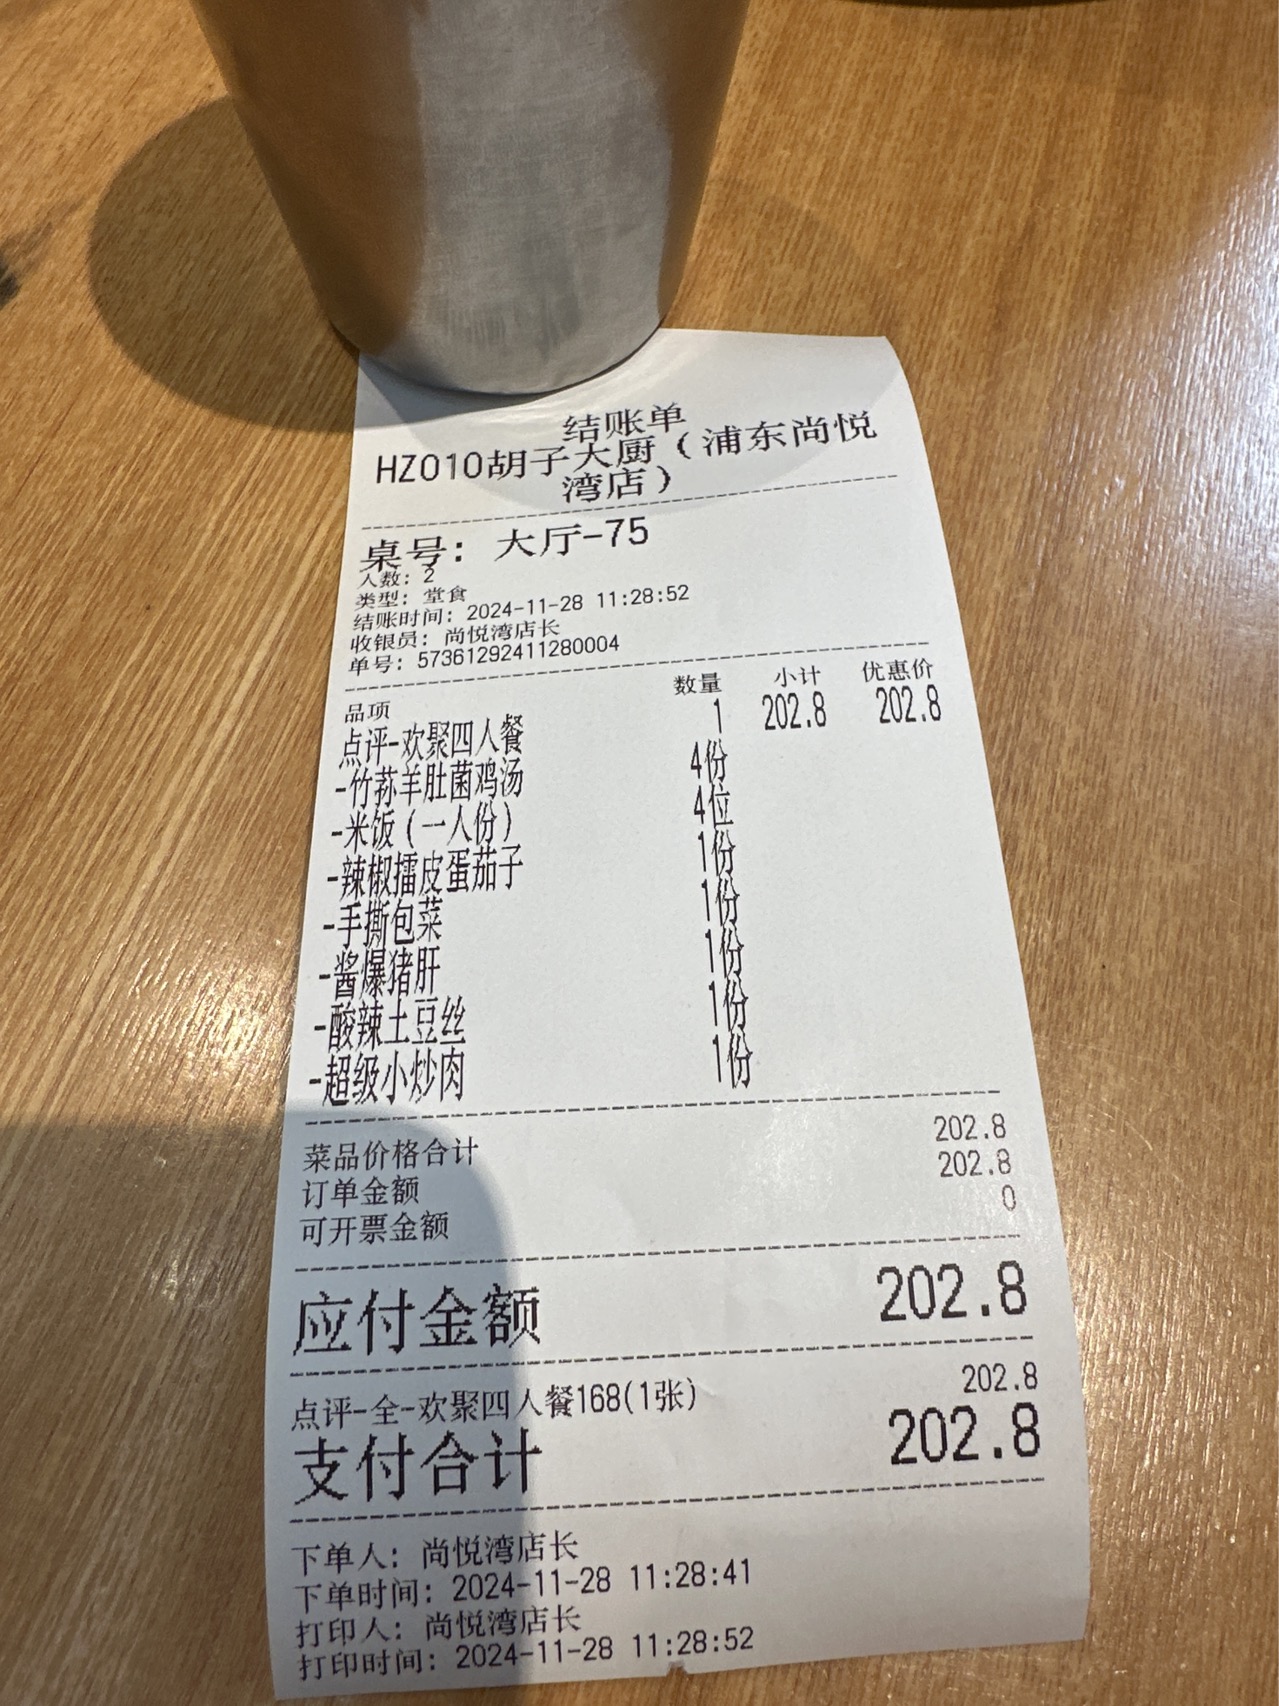 结账单
HZ010胡子大厨（浦东尚悦
湾店）
桌号： 大厅-75
人数：2
类型：堂食
结账时间：2024-11-28 11:28:52
收银员：尚悦湾店长
单号：57361292411280004
品项 数量 小计 优惠价
点评-欢聚四人餐 1 202.8 202.8
-竹荪羊肚菌鸡汤 4份
-米饭（一人份） 4位
-辣椒擂皮蛋茄子 1份
-手撕包菜 1份
-酱爆猪肝 1份
-酸辣土豆丝 1份
-超级小炒肉 1份
菜品价格合计 202.8
订单金额 202.8
可开票金额 0
应付金额 202.8
点评-全-欢聚四人餐168(1张) 202.8
支付合计 202.8
下单人：尚悦湾店长
下单时间：2024-11-28 11:28:41
打印人：尚悦湾店长
打印时间：2024-11-28 11:28:52